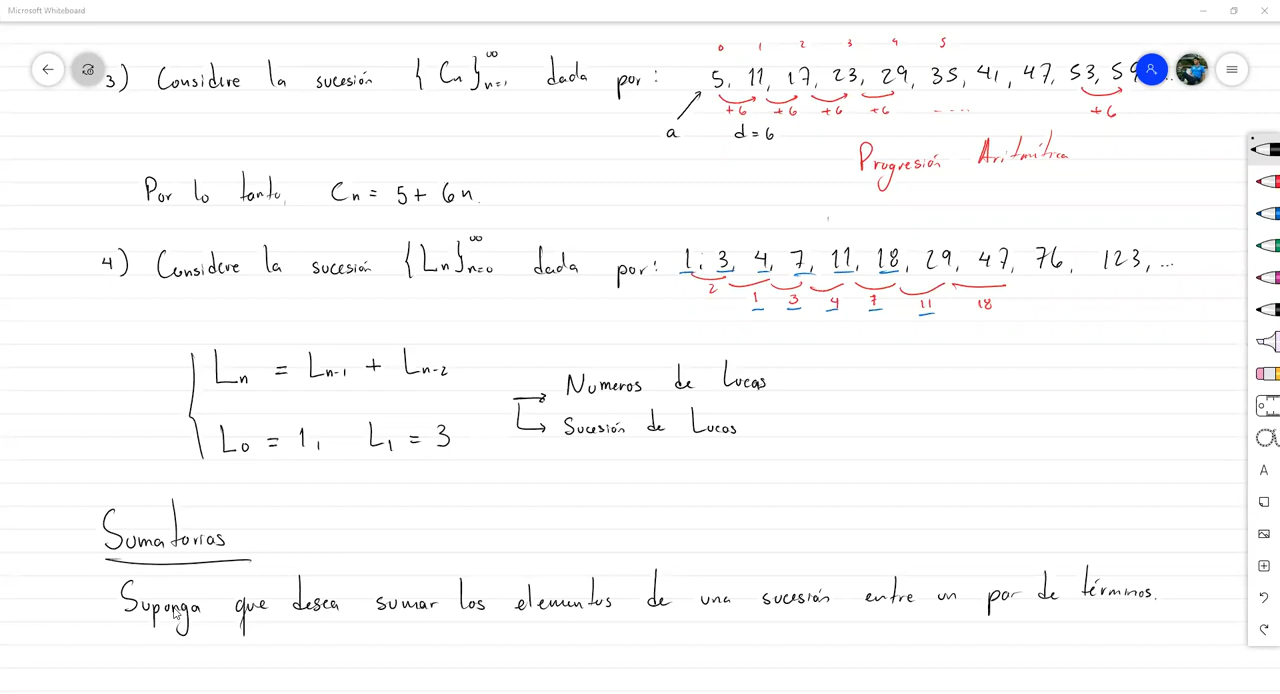 Microsoft Whiteboard
0 1 2 3 4 5
3) Considere la sucesión {Cn}∞n=1 dada por: 5, 11, 17, 23, 29, 35, 41, 47, 53, 59, ...
+6 +6 +6 +6 .... +6
a d = 6
Progresión Aritmitica
Por lo tanto, Cn = 5 + 6n.
4) Considere la sucesión {Ln}∞n=0 dada por: 1, 3, 4, 7, 11, 18, 29, 47, 76, 123, ...
2 1 3 4 7 11 18
Ln = Ln-1 + Ln-2
Numeros de Lucas
L0 = 1, L1 = 3
Sucesión de Lucas
Sumatorias
Suponga que desea sumar los elementos de una sucesión entre un par de términos.
A